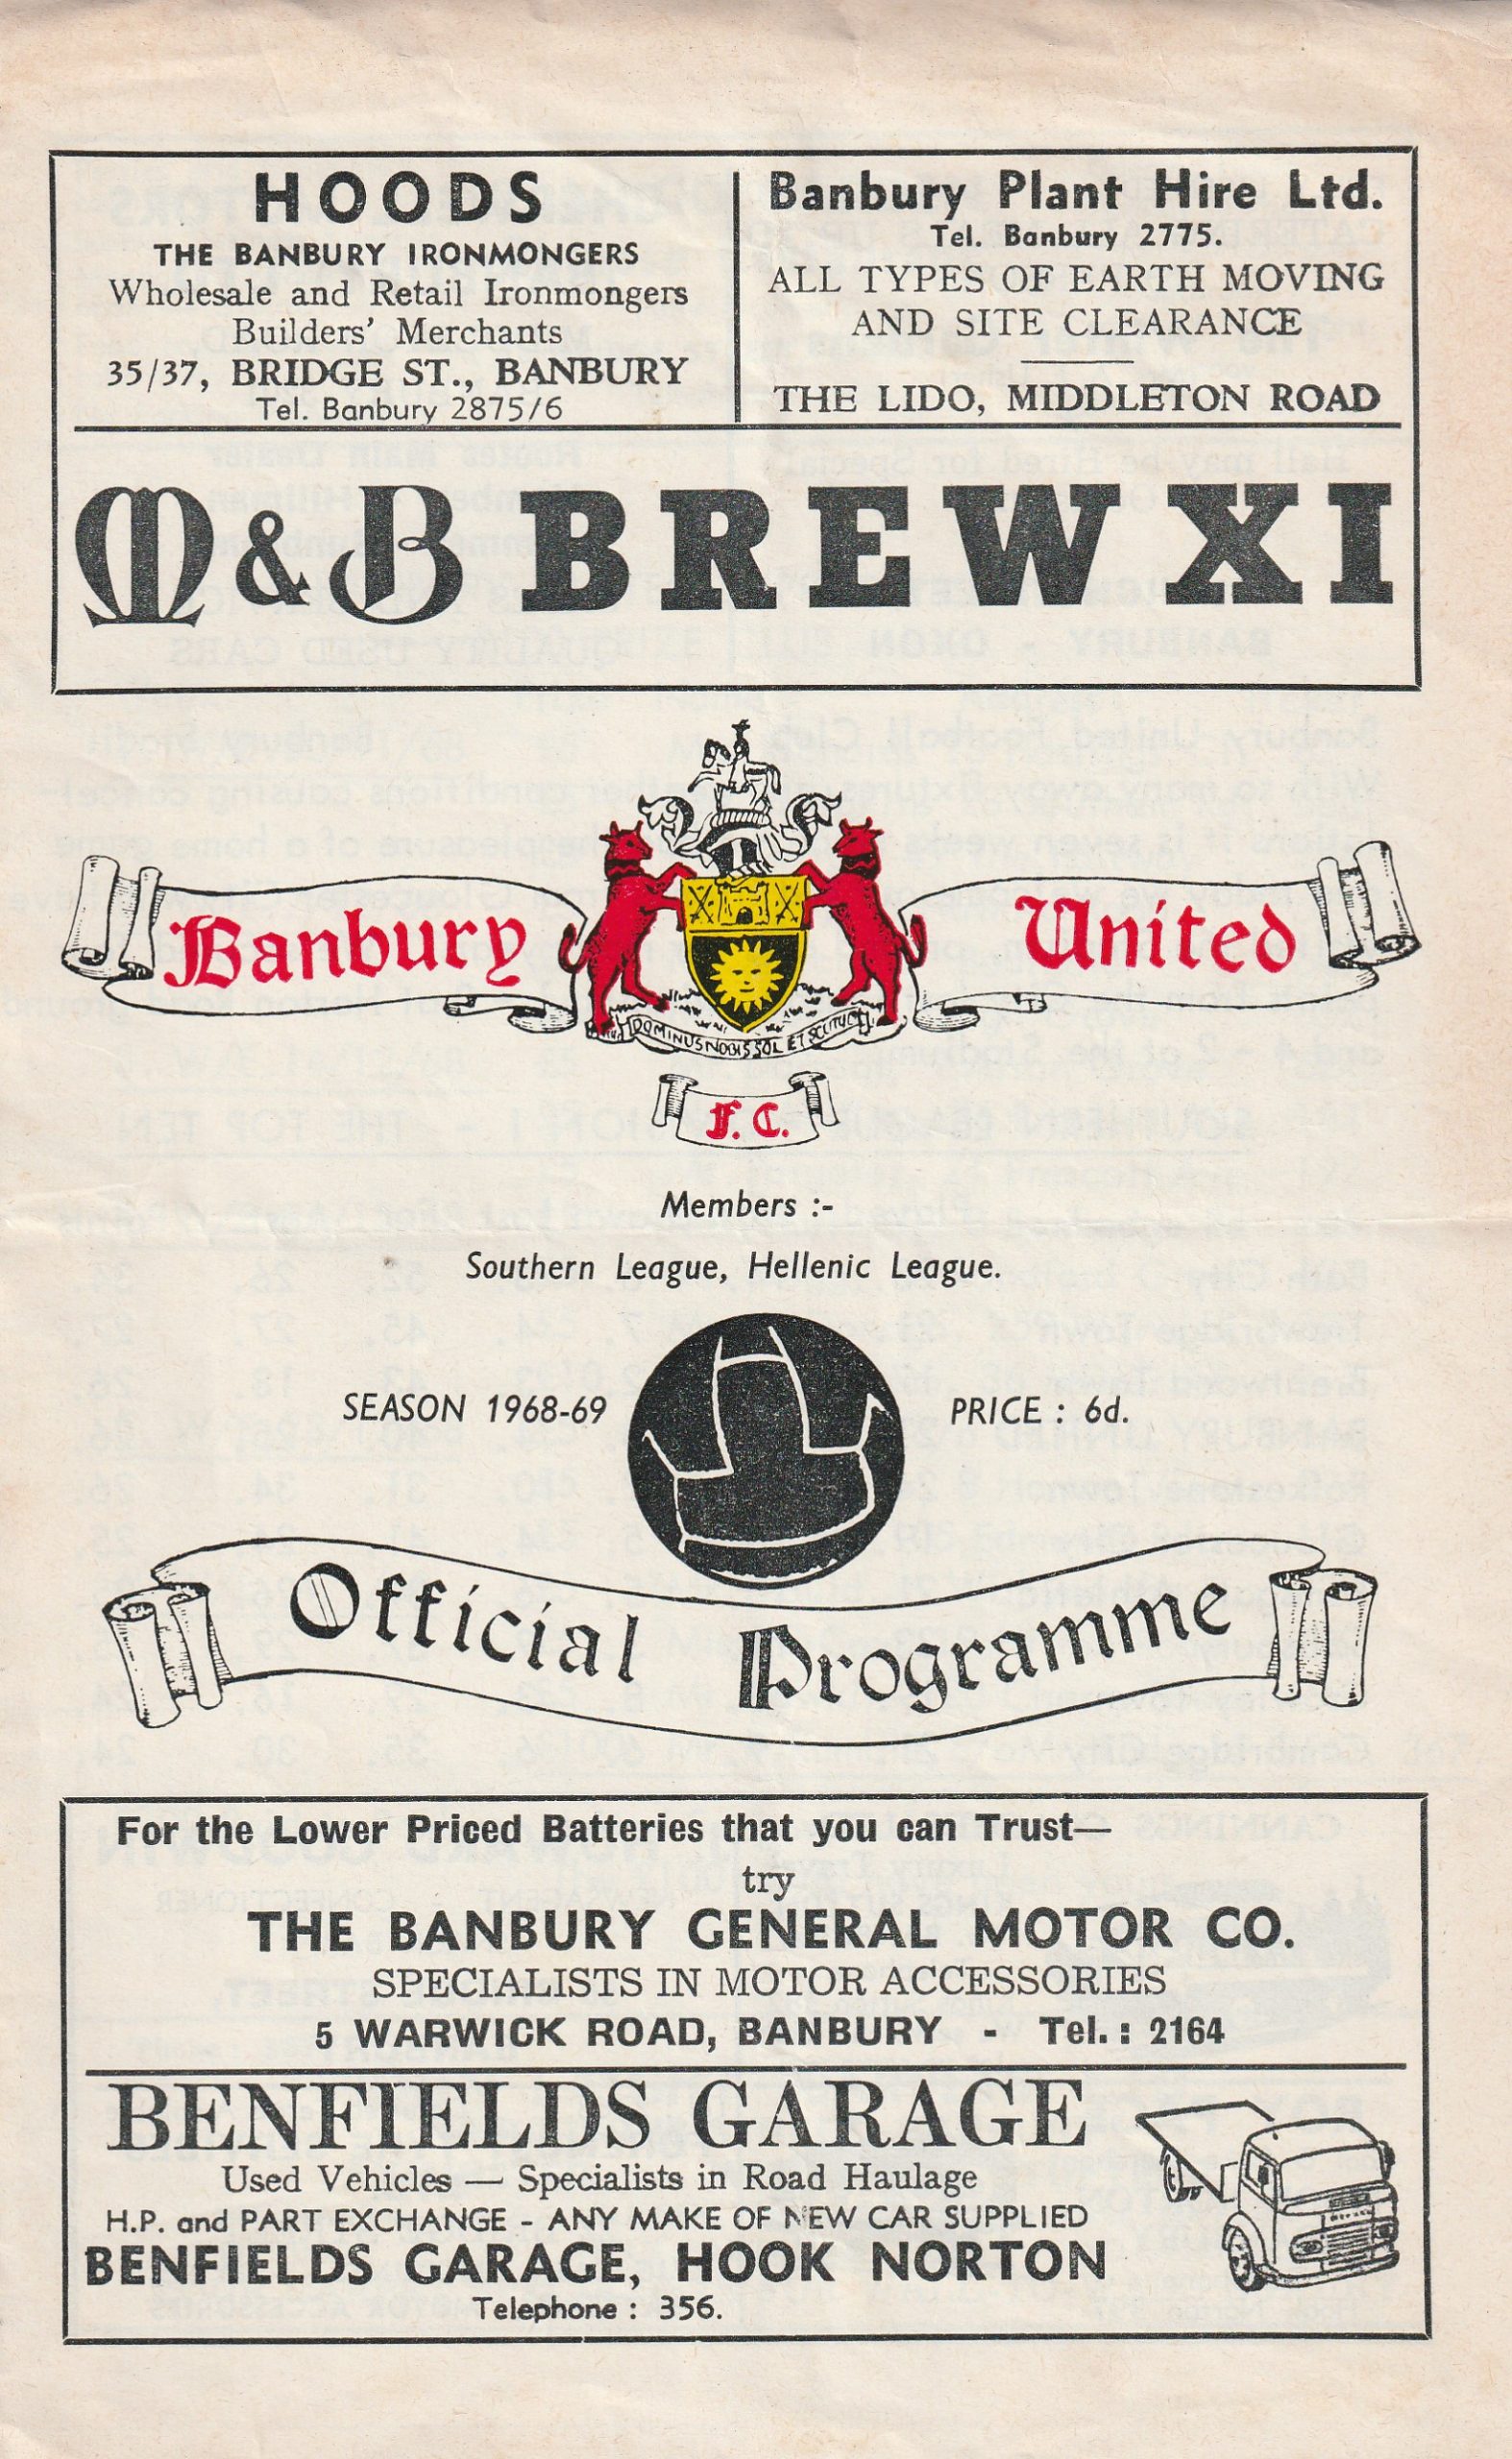 HOODS
THE BANBURY IRONMONGERS
Wholesale and Retail Ironmongers
Builders' Merchants
35/37, BRIDGE ST., BANBURY
Tel. Banbury 2875/6
Banbury Plant Hire Ltd.
Tel. Banbury 2775.
ALL TYPES OF EARTH MOVING
AND SITE CLEARANCE
THE LIDO, MIDDLETON ROAD
M & B BREW XI
Banbury United
DOMINUS NOBIS SOL ET SCUTUM
F. C.
Members :-
Southern League, Hellenic League.
SEASON 1968-69
PRICE : 6d.
Official Programme
For the Lower Priced Batteries that you can Trust—
try
THE BANBURY GENERAL MOTOR CO.
SPECIALISTS IN MOTOR ACCESSORIES
5 WARWICK ROAD, BANBURY - Tel. : 2164
BENFIELDS GARAGE
Used Vehicles — Specialists in Road Haulage
H.P. and PART EXCHANGE - ANY MAKE OF NEW CAR SUPPLIED
BENFIELDS GARAGE, HOOK NORTON
Telephone : 356.